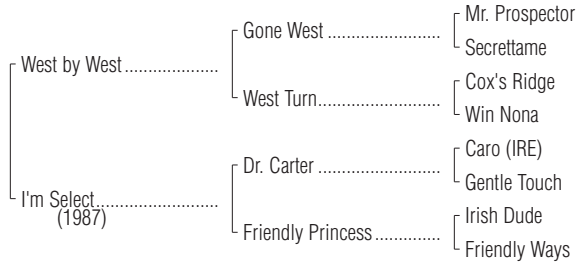 Mr. Prospector
Gone West ..........................
Secrettame
West by West ....................
Cox's Ridge
West Turn..........................
Win Nona
Caro (IRE)
Dr. Carter ..........................
Gentle Touch
I'm Select..........................
(1987)
Irish Dude
Friendly Princess ..............
Friendly Ways